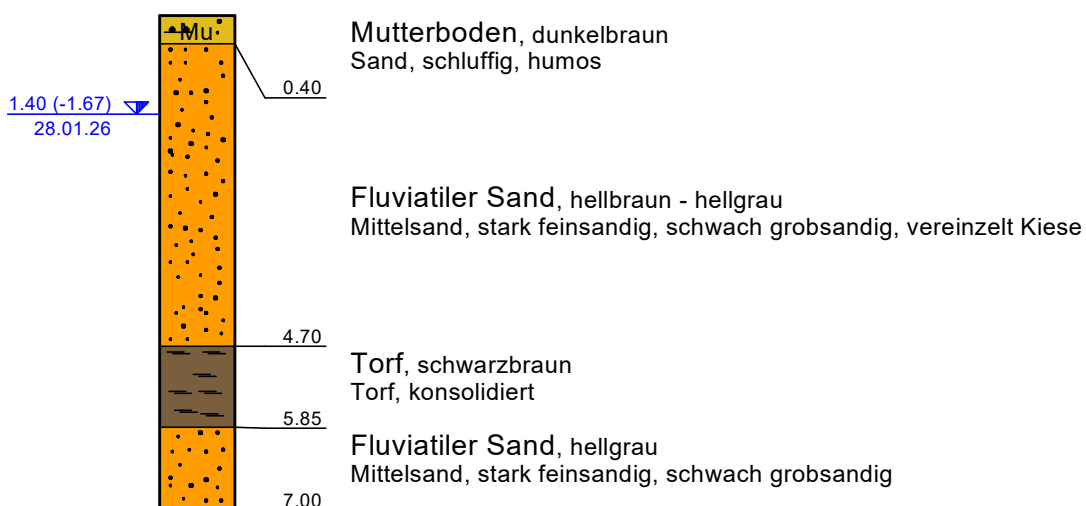 Mu
Mutterboden, dunkelbraun
Sand, schluffig, humos
0.40
1.40 (-1.67)
28.01.26
Fluviatiler Sand, hellbraun - hellgrau
Mittelsand, stark feinsandig, schwach grobsandig, vereinzelt Kiese
4.70
Torf, schwarzbraun
Torf, konsolidiert
5.85
Fluviatiler Sand, hellgrau
Mittelsand, stark feinsandig, schwach grobsandig
7.00